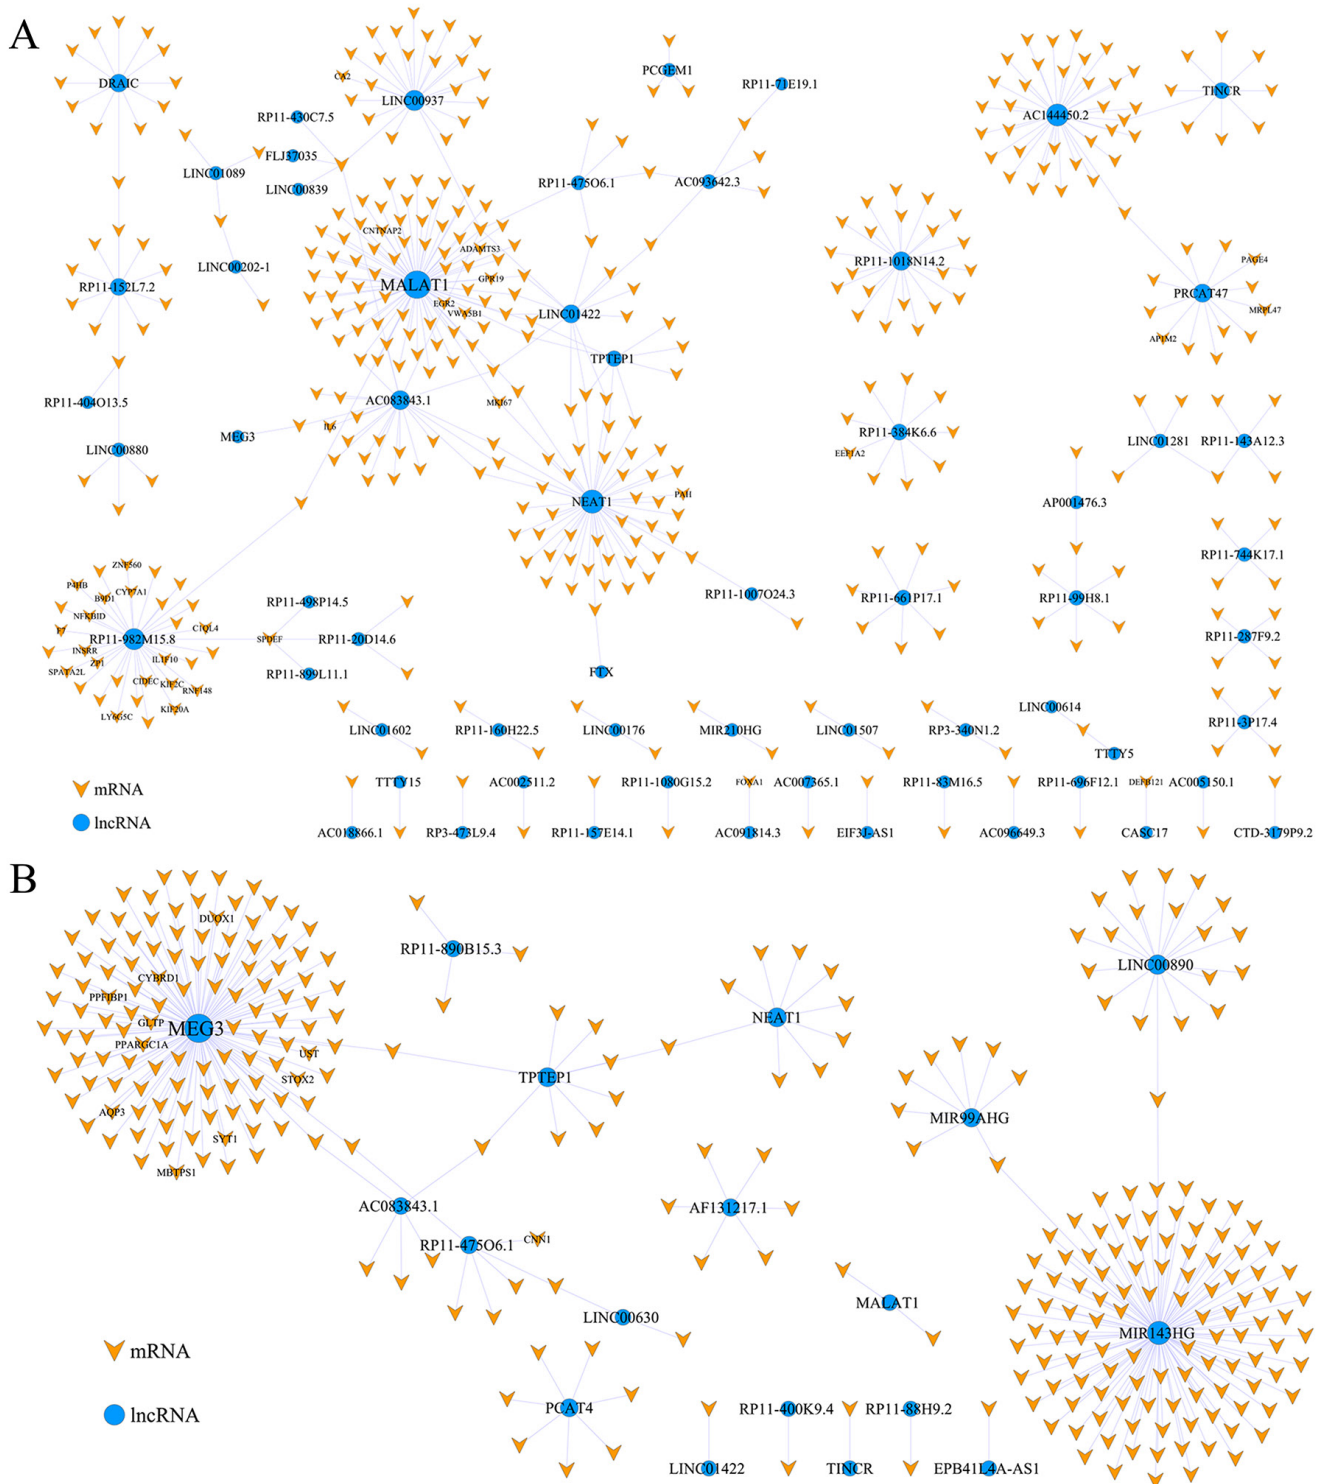 A
DRAIC
CA2
LINC00937
PCGEM1
RP11-71E19.1
AC144450.2
TINCR
RP11-430C7.5
FLJ37035
LINC01089
LINC00839
RP11-475O6.1
AC093642.3
CNTNAP2
ADAMTS3
LINC00202-1
RP11-152L7.2
MALAT1
GPR19
EGR2
VWA5B1
LINC01422
RP11-1018N14.2
PAGE4
PRCAT47
MRPL47
AP1M2
TPTEP1
RP11-404O13.5
AC083843.1
MKI67
IL6
MEG3
LINC00880
RP11-384K6.6
EEF1A2
LINC01281
RP11-143A12.3
NEAT1
PAH
AP001476.3
RP11-744K17.1
ZNF560
P4HB
CYP7A1
B9D1
NFKBID
F7
C1QL4
RP11-982M15.8
INSRR
ZP1
IL1F10
SPATA2L
CIDEC
KIF2C
RNF148
LY6G5C
KIF20A
RP11-498P14.5
SPDEF
RP11-20D14.6
RP11-899L11.1
RP11-1007O24.3
FTX
RP11-661P17.1
RP11-99H8.1
RP11-287F9.2
LINC01602
RP11-160H22.5
LINC00176
MIR210HG
LINC01507
RP3-340N1.2
LINC00614
TTTY5
RP11-3P17.4
mRNA
lncRNA
TTTY15
AC002511.2
RP11-1080G15.2
FOXA1
AC007365.1
RP11-83M16.5
RP11-696F12.1
DEFB121
AC005150.1
AC018866.1
RP3-473L9.4
RP11-157E14.1
AC091814.3
EIF3J-AS1
AC096649.3
CASC17
CTD-3179P9.2
B
DUOX1
CYBRD1
PPFIBP1
GLTP
MEG3
PPARGC1A
UST
STOX2
AQP3
SYT1
MBTPS1
RP11-890B15.3
NEAT1
TPTEP1
LINC00890
MIR99AHG
AC083843.1
RP11-475O6.1
CNN1
AF131217.1
LINC00630
MALAT1
MIR143HG
mRNA
lncRNA
PCAT4
RP11-400K9.4
RP11-88H9.2
LINC01422
TINCR
EPB41L4A-AS1